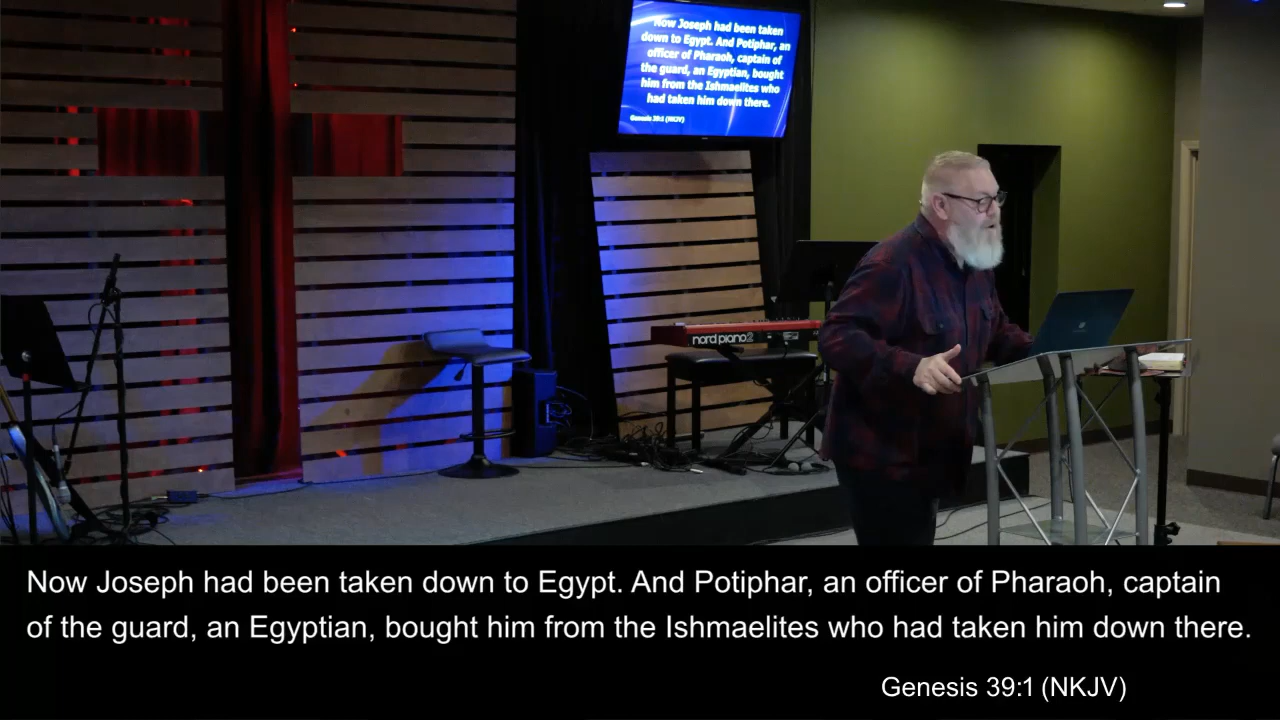 Now Joseph had been taken
down to Egypt. And Potiphar, an
officer of Pharaoh, captain of
the guard, an Egyptian, bought
him from the Ishmaelites who
had taken him down there.
Genesis 39:1 (NKJV)
nord piano2
Now Joseph had been taken down to Egypt. And Potiphar, an officer of Pharaoh, captain
of the guard, an Egyptian, bought him from the Ishmaelites who had taken him down there.
Genesis 39:1 (NKJV)